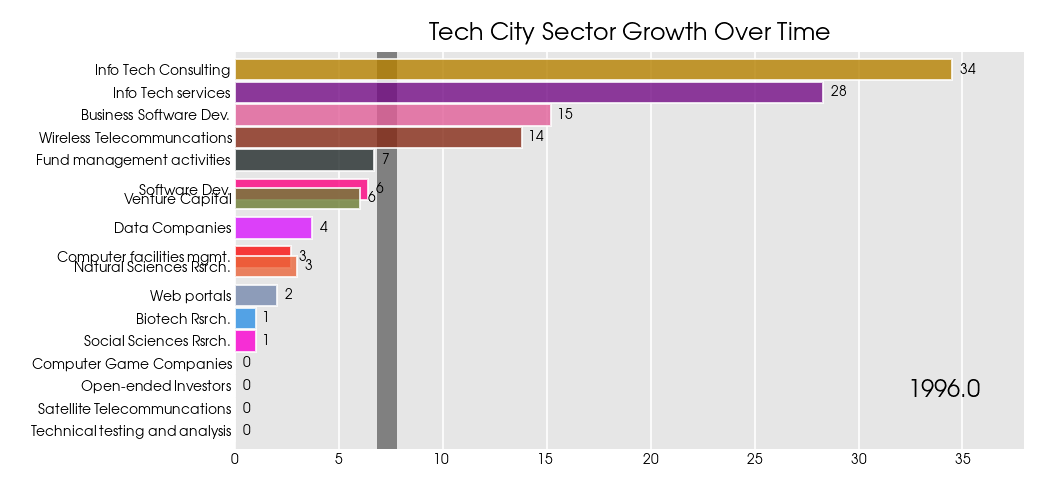 Tech City Sector Growth Over Time
Info Tech Consulting 34
Info Tech services 28
Business Software Dev. 15
Wireless Telecommuncations 14
Fund management activities 7
Software Dev. 6
Venture Capital 6
Data Companies 4
Computer facilities mgmt. 3
Natural Sciences Rsrch. 3
Web portals 2
Biotech Rsrch. 1
Social Sciences Rsrch. 1
Computer Game Companies 0
Open-ended Investors 0
1996.0
Satellite Telecommuncations 0
Technical testing and analysis 0
0 5 10 15 20 25 30 35